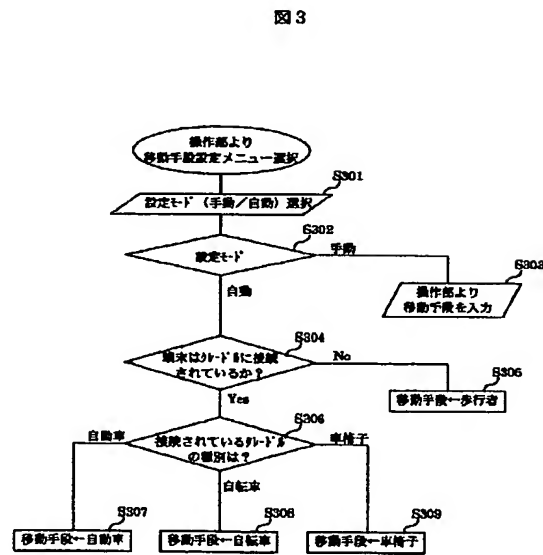 図3
操作部より
移動手段設定メニュー選択
S301
設定ﾓｰﾄﾞ（手動／自動）選択
S302
設定ﾓｰﾄﾞ
手動
S303
操作部より
移動手段を入力
自動
S304
端末はｸﾚｰﾄﾞﾙに接続
されているか？
No
S305
移動手段←歩行者
Yes
S306
自動車
接続されているｸﾚｰﾄﾞﾙ
の種別は？
車椅子
自転車
S307
移動手段←自動車
S308
移動手段←自転車
S309
移動手段←車椅子